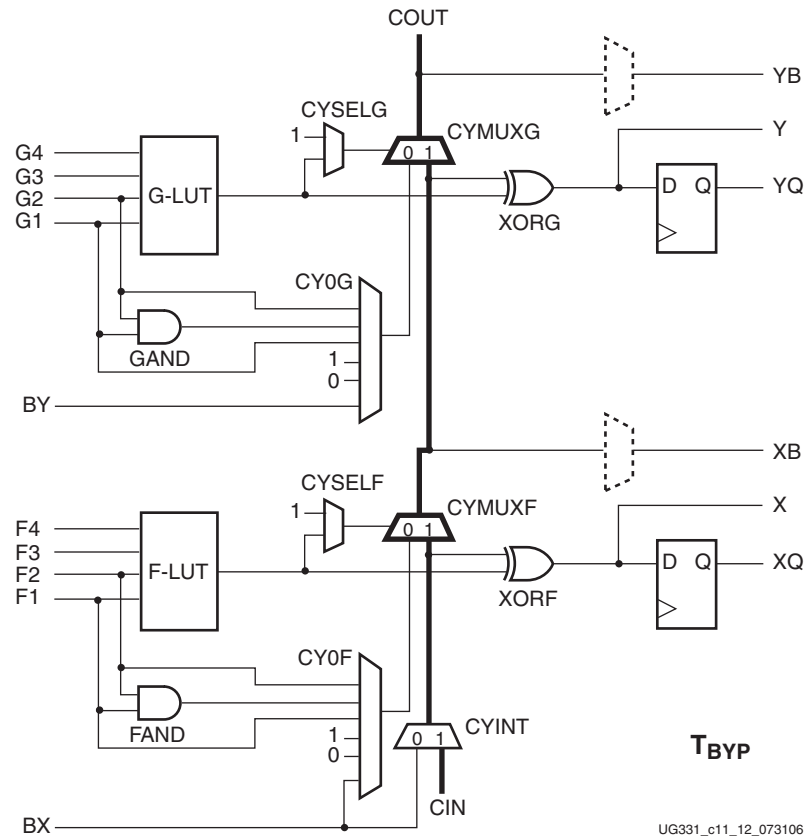 COUT
YB
CYSELG
1
CYMUXG
0 1
Y
G4
G3
G2
G1
G-LUT
XORG
D Q
YQ
CY0G
GAND
1
0
BY
XB
CYSELF
1
CYMUXF
0 1
X
F4
F3
F2
F1
F-LUT
XORF
D Q
XQ
CY0F
FAND
1
0
0 1
CYINT
TBYP
CIN
BX
UG331_c11_12_073106